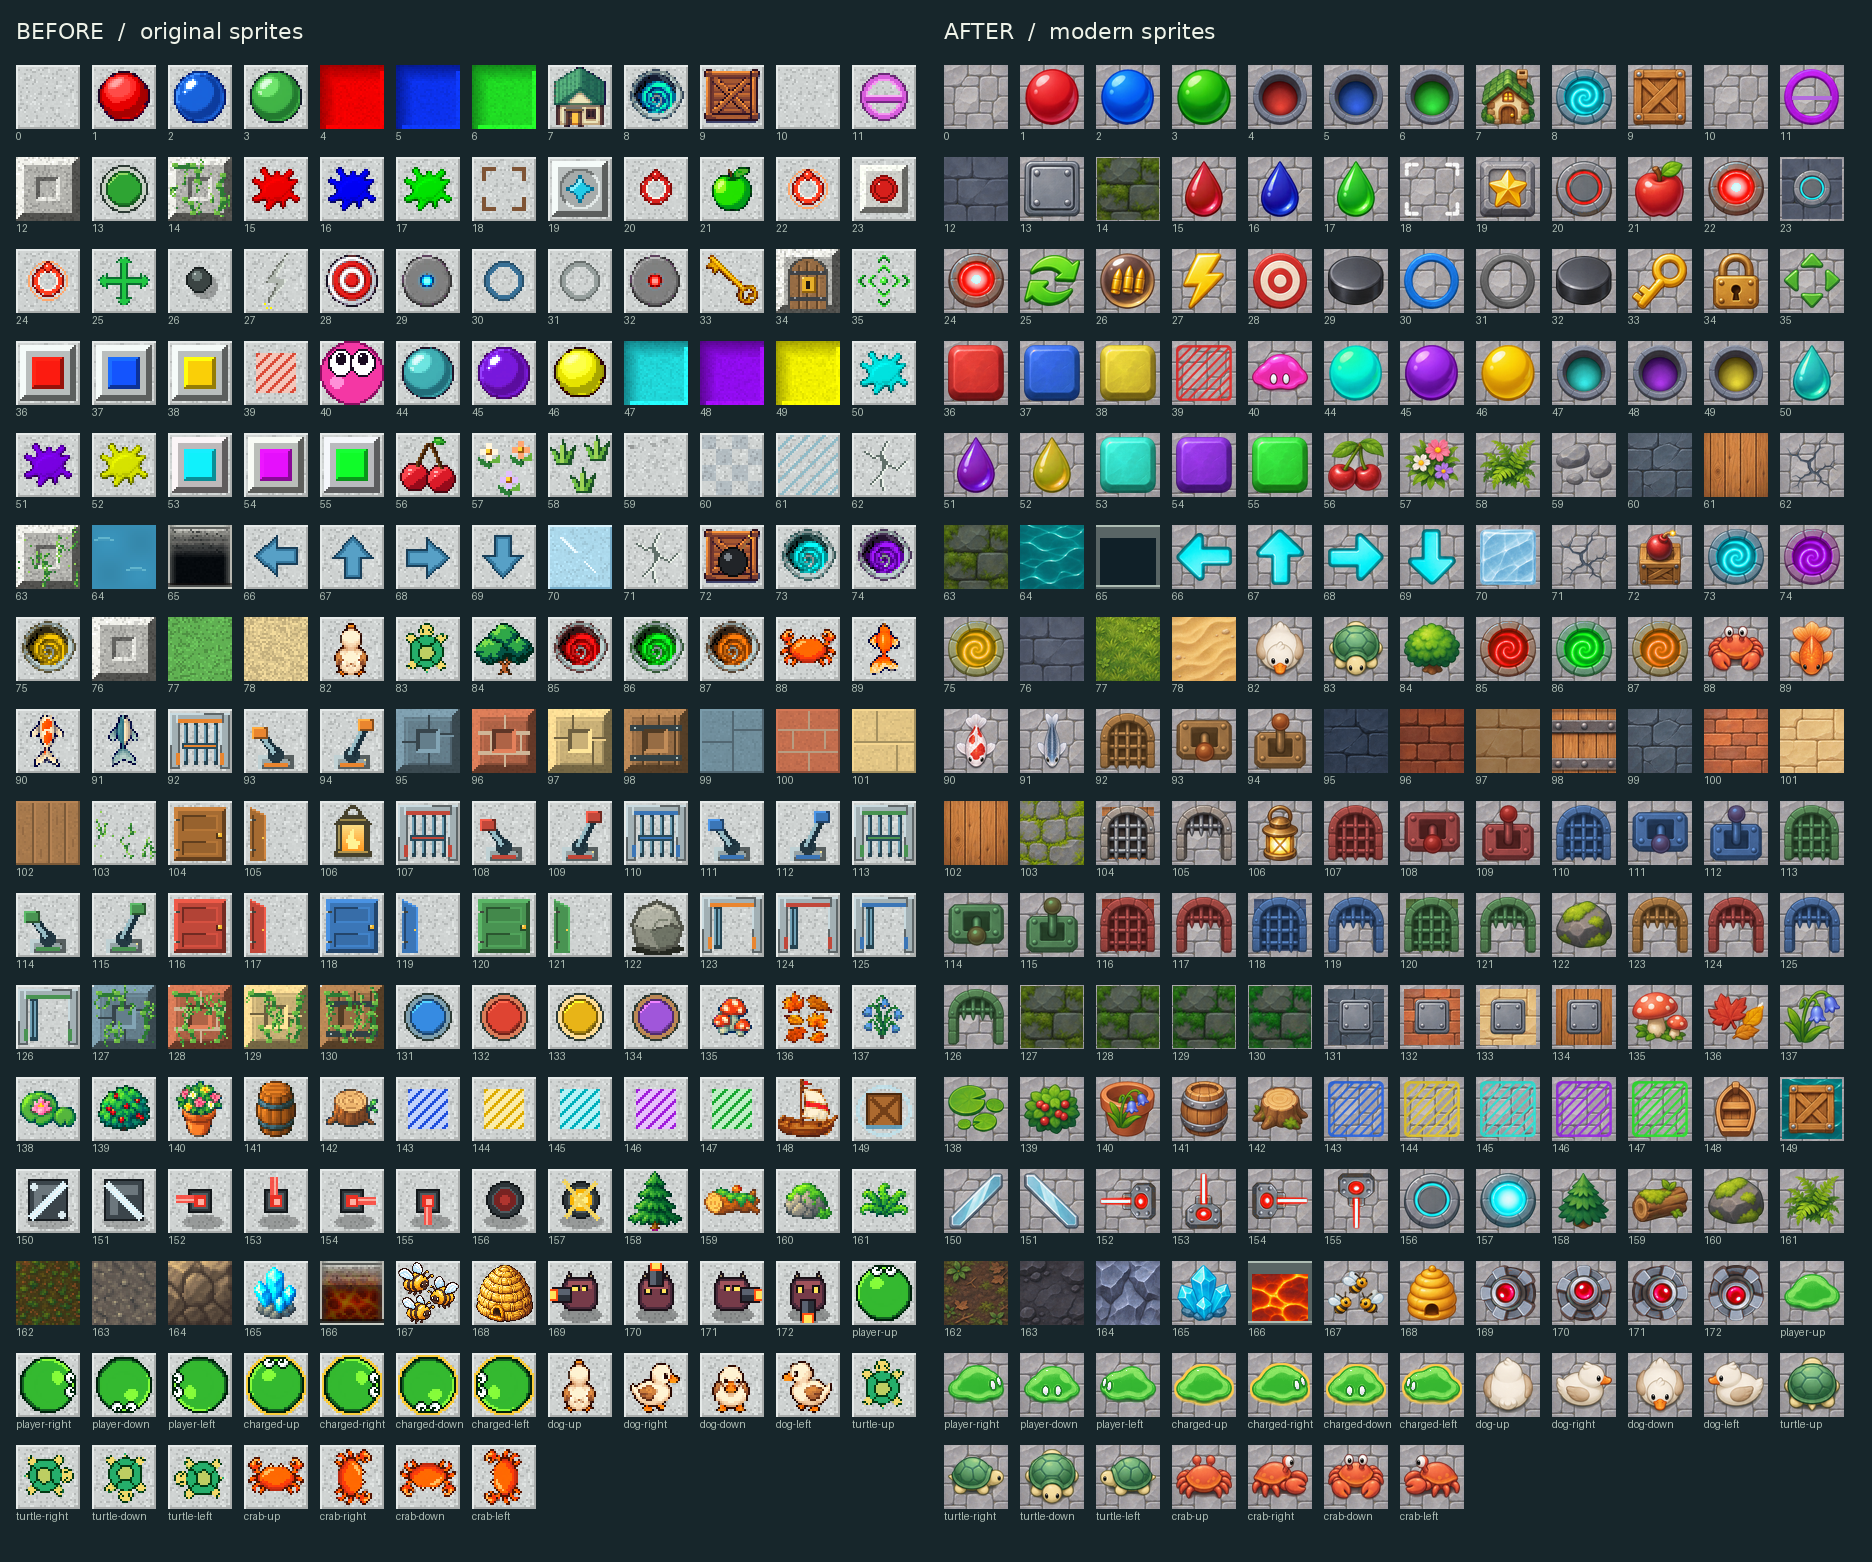 BEFORE / original sprites
0 1 2 3 4 5 6 7 8 9 10 11
12 13 14 15 16 17 18 19 20 21 22 23
24 25 26 27 28 29 30 31 32 33 34 35
36 37 38 39 40 44 45 46 47 48 49 50
51 52 53 54 55 56 57 58 59 60 61 62
63 64 65 66 67 68 69 70 71 72 73 74
75 76 77 78 82 83 84 85 86 87 88 89
90 91 92 93 94 95 96 97 98 99 100 101
102 103 104 105 106 107 108 109 110 111 112 113
114 115 116 117 118 119 120 121 122 123 124 125
126 127 128 129 130 131 132 133 134 135 136 137
138 139 140 141 142 143 144 145 146 147 148 149
150 151 152 153 154 155 156 157 158 159 160 161
162 163 164 165 166 167 168 169 170 171 172 player-up
player-right player-down player-left charged-up charged-right charged-down charged-left dog-up dog-right dog-down dog-left turtle-up
turtle-right turtle-down turtle-left crab-up crab-right crab-down crab-left
AFTER / modern sprites
0 1 2 3 4 5 6 7 8 9 10 11
12 13 14 15 16 17 18 19 20 21 22 23
24 25 26 27 28 29 30 31 32 33 34 35
36 37 38 39 40 44 45 46 47 48 49 50
51 52 53 54 55 56 57 58 59 60 61 62
63 64 65 66 67 68 69 70 71 72 73 74
75 76 77 78 82 83 84 85 86 87 88 89
90 91 92 93 94 95 96 97 98 99 100 101
102 103 104 105 106 107 108 109 110 111 112 113
114 115 116 117 118 119 120 121 122 123 124 125
126 127 128 129 130 131 132 133 134 135 136 137
138 139 140 141 142 143 144 145 146 147 148 149
150 151 152 153 154 155 156 157 158 159 160 161
162 163 164 165 166 167 168 169 170 171 172 player-up
player-right player-down player-left charged-up charged-right charged-down charged-left dog-up dog-right dog-down dog-left turtle-up
turtle-right turtle-down turtle-left crab-up crab-right crab-down crab-left